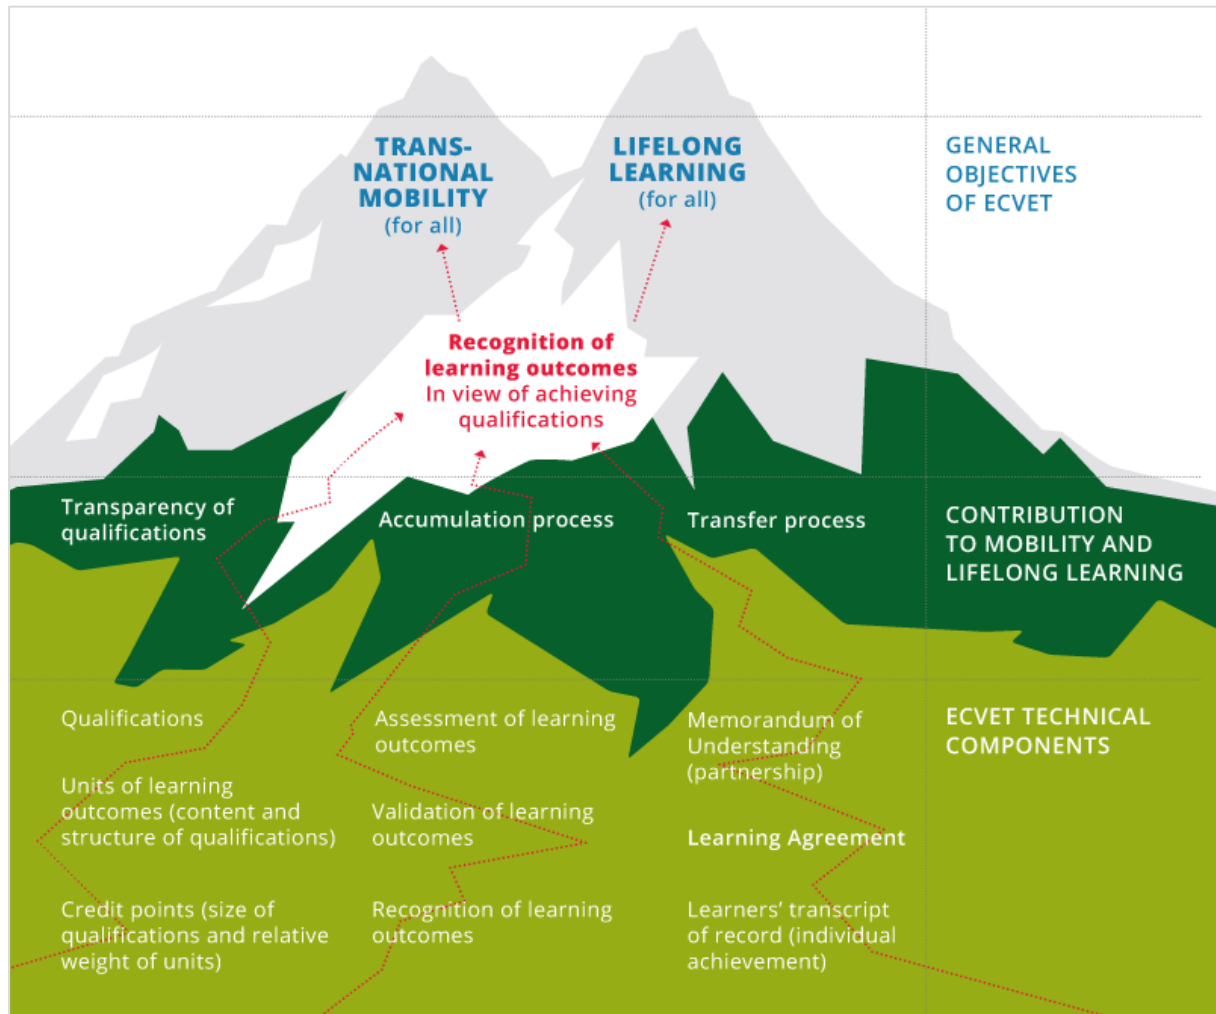 TRANS-
NATIONAL
MOBILITY
(for all)
LIFELONG
LEARNING
(for all)
GENERAL
OBJECTIVES
OF ECVET
Recognition of
learning outcomes
In view of achieving
qualifications
Transparency of
qualifications
Accumulation process
Transfer process
CONTRIBUTION
TO MOBILITY AND
LIFELONG LEARNING
Qualifications
Units of learning
outcomes (content and
structure of qualifications)
Credit points (size of
qualifications and relative
weight of units)
Assessment of learning
outcomes
Validation of learning
outcomes
Recognition of learning
outcomes
Memorandum of
Understanding
(partnership)
Learning Agreement
Learners’ transcript
of record (individual
achievement)
ECVET TECHNICAL
COMPONENTS